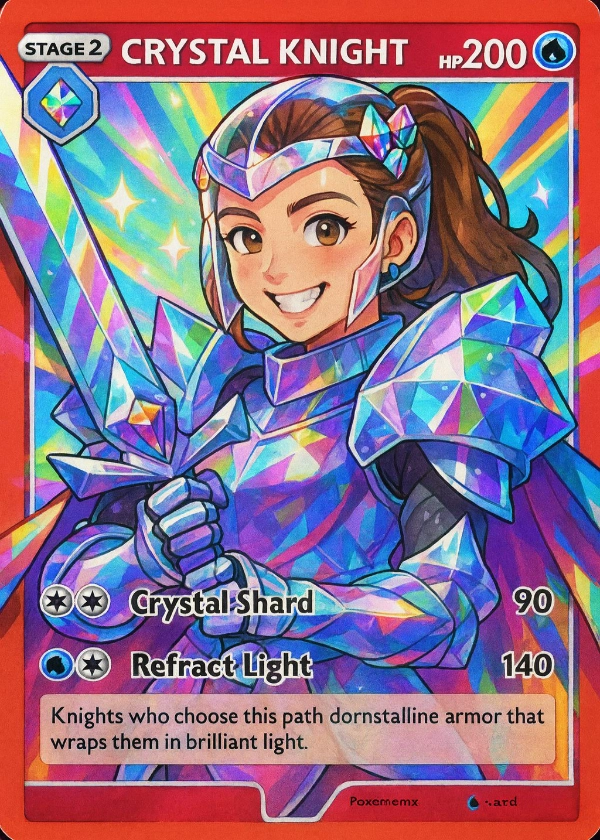 STAGE 2 CRYSTAL KNIGHT HP200
Crystal Shard 90
Refract Light 140
Knights who choose this path dornstalline armor that
wraps them in brilliant light.
Poxememx